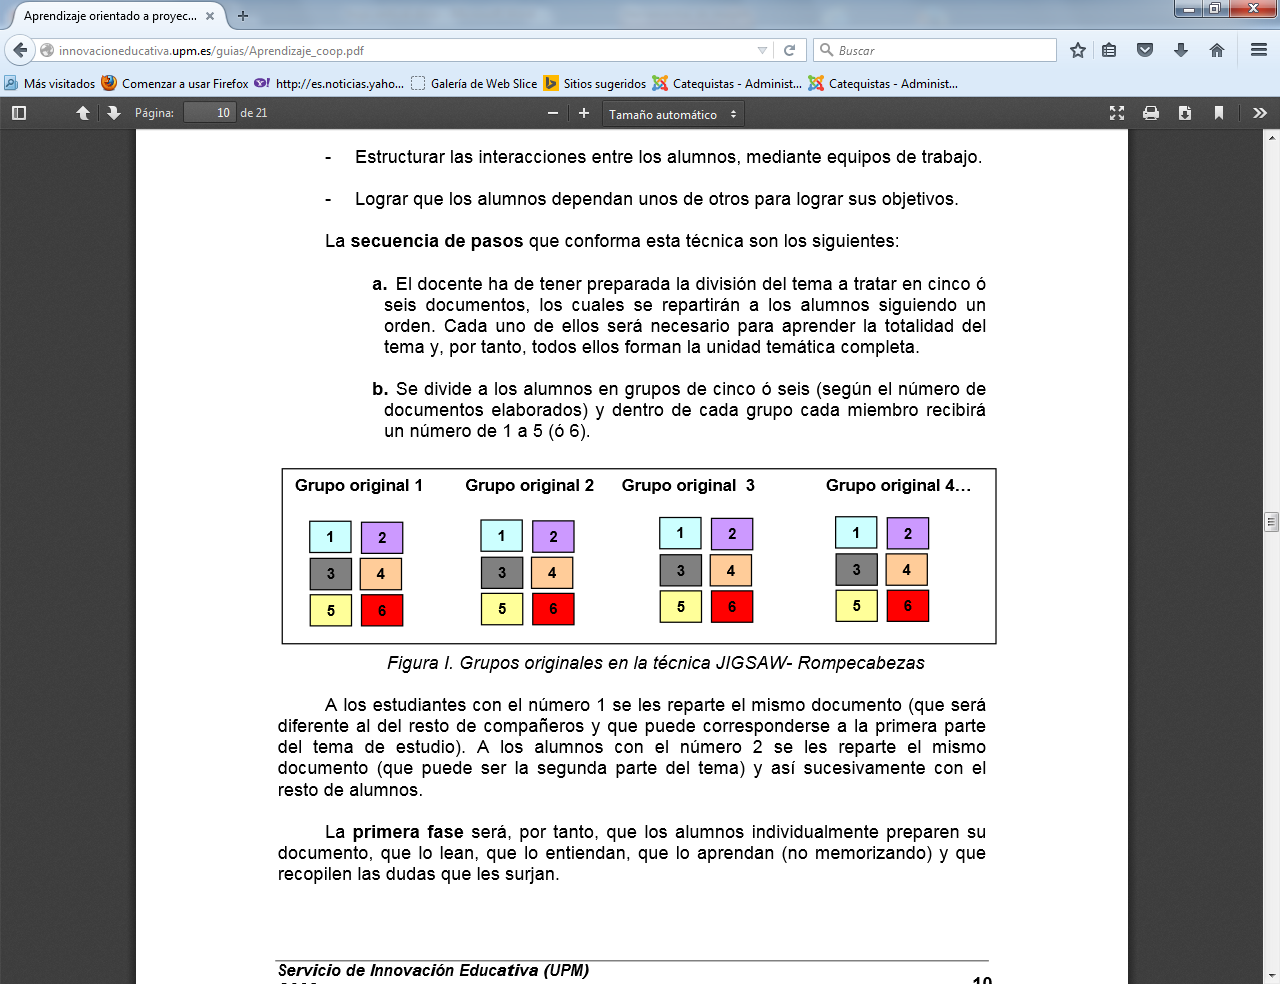 Aprendizaje orientado a proyec...
innovacioneducativa.upm.es/guias/Aprendizaje_coop.pdf
Buscar
Más visitados Comenzar a usar Firefox http://es.noticias.yaho... Galería de Web Slice Sitios sugeridos Catequistas - Administ... Catequistas - Administ...
Página: 10 de 21 Tamaño automático
- Estructurar las interacciones entre los alumnos, mediante equipos de trabajo.
- Lograr que los alumnos dependan unos de otros para lograr sus objetivos.
La secuencia de pasos que conforma esta técnica son los siguientes:
a. El docente ha de tener preparada la división del tema a tratar en cinco ó
seis documentos, los cuales se repartirán a los alumnos siguiendo un
orden. Cada uno de ellos será necesario para aprender la totalidad del
tema y, por tanto, todos ellos forman la unidad temática completa.
b. Se divide a los alumnos en grupos de cinco ó seis (según el número de
documentos elaborados) y dentro de cada grupo cada miembro recibirá
un número de 1 a 5 (ó 6).
Grupo original 1 Grupo original 2 Grupo original 3 Grupo original 4...
1 2 1 2 1 2 1 2
3 4 3 4 3 4 3 4
5 6 5 6 5 6 5 6
Figura I. Grupos originales en la técnica JIGSAW- Rompecabezas
A los estudiantes con el número 1 se les reparte el mismo documento (que será
diferente al del resto de compañeros y que puede corresponderse a la primera parte
del tema de estudio). A los alumnos con el número 2 se les reparte el mismo
documento (que puede ser la segunda parte del tema) y así sucesivamente con el
resto de alumnos.
La primera fase será, por tanto, que los alumnos individualmente preparen su
documento, que lo lean, que lo entiendan, que lo aprendan (no memorizando) y que
recopilen las dudas que les surjan.
Servicio de Innovación Educativa (UPM)
10